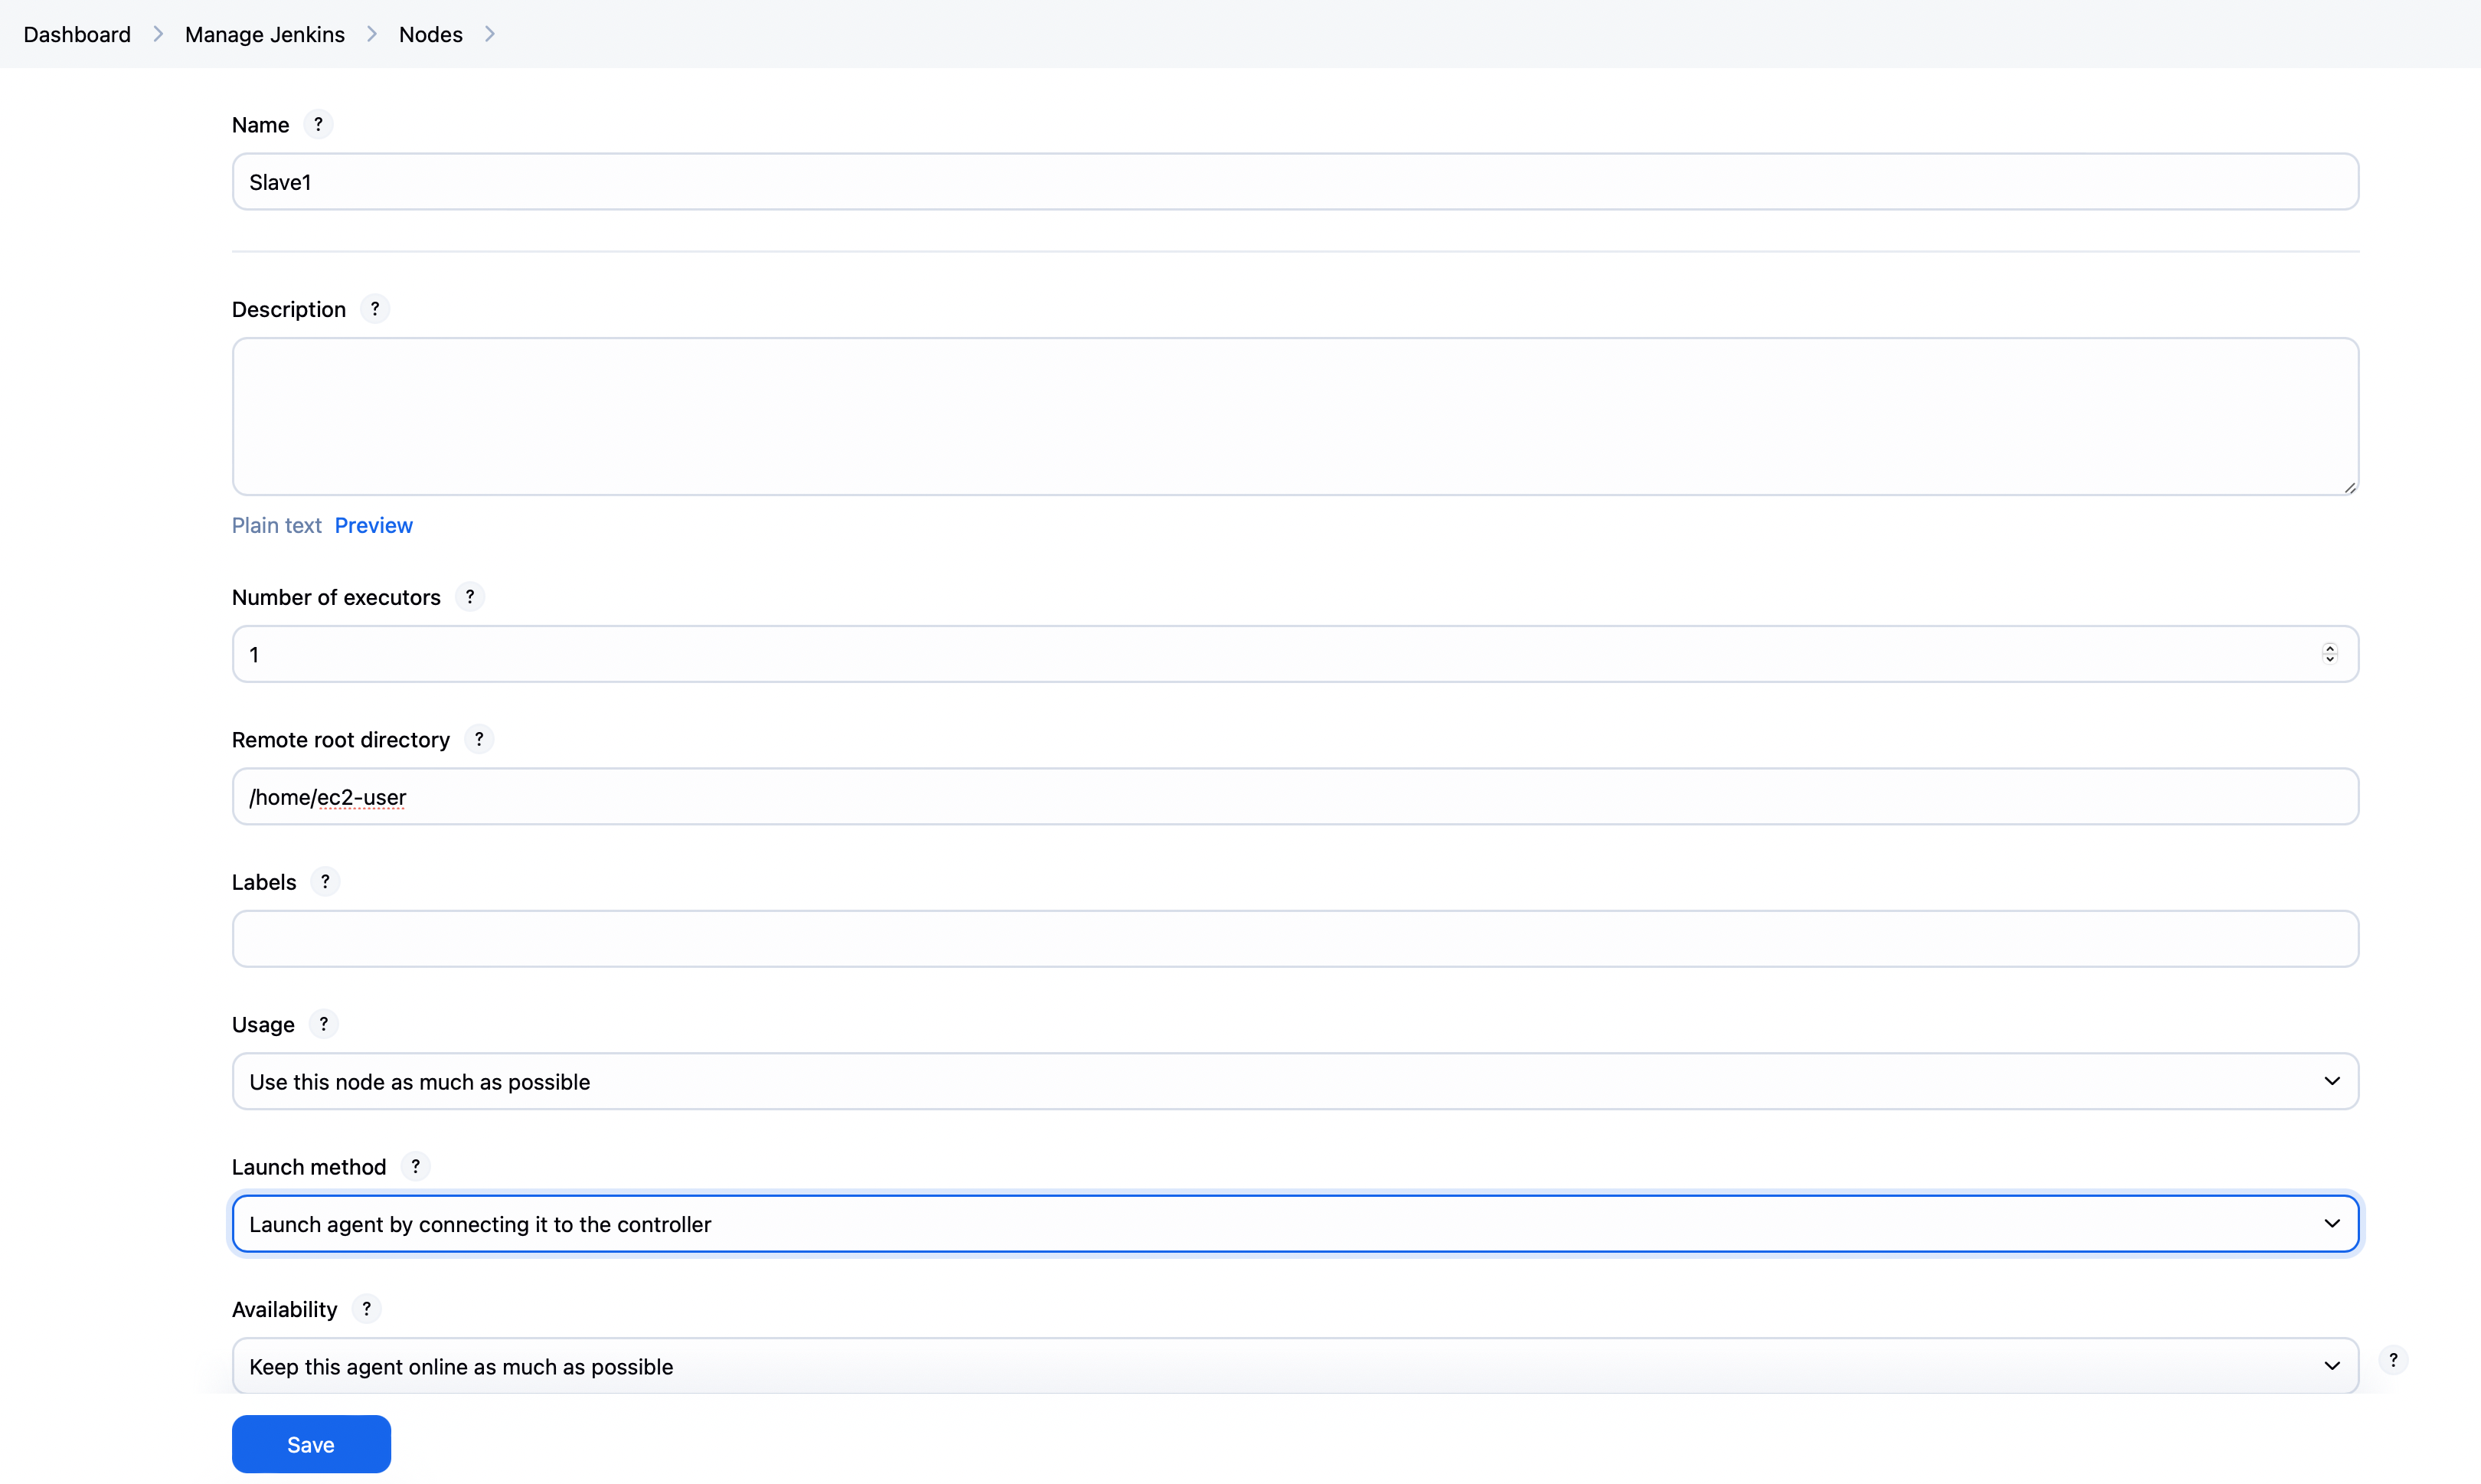 Dashboard > Manage Jenkins > Nodes >
Name ?
Slave1
Description ?
Plain text Preview
Number of executors ?
1
Remote root directory ?
/home/ec2-user
Labels ?
Usage ?
Use this node as much as possible
Launch method ?
Launch agent by connecting it to the controller
Availability ?
Keep this agent online as much as possible
?
Save